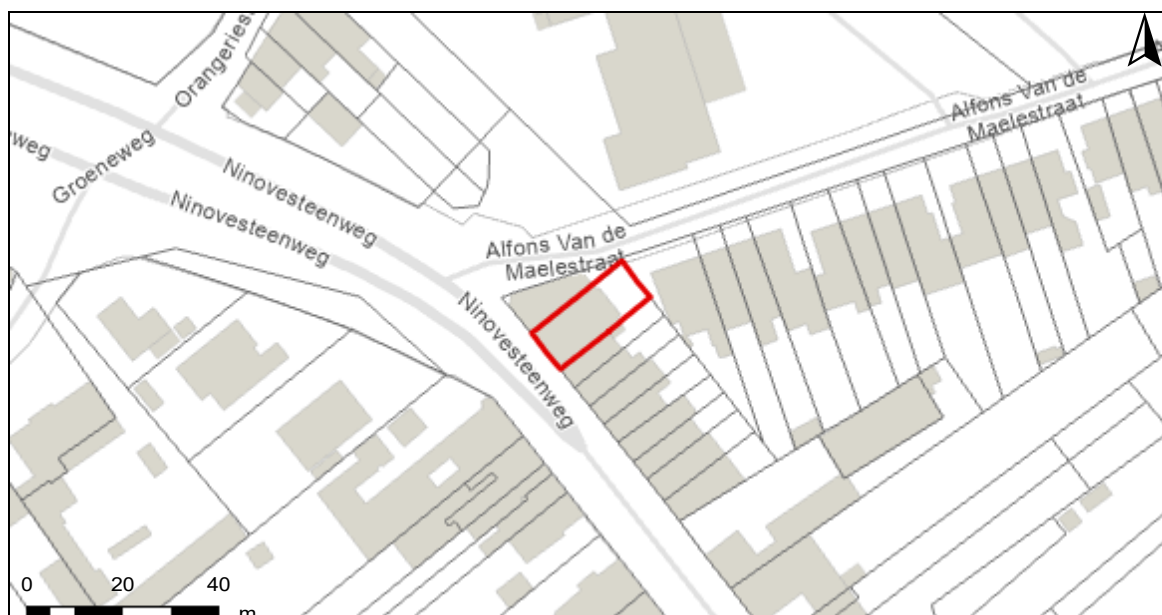 Orangeries
Alfons Van de
Maelestraat
Groeneweg
weg
Ninovesteenweg
Ninovesteenweg
Alfons Van de
Maelestraat
Ninovesteenweg
0 20 40
m